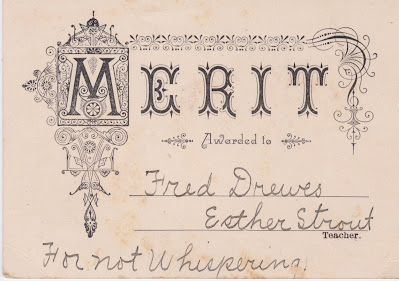 MERIT
Awarded to
Fred Drewes
Esther Strout
Teacher.
For not Whispering.